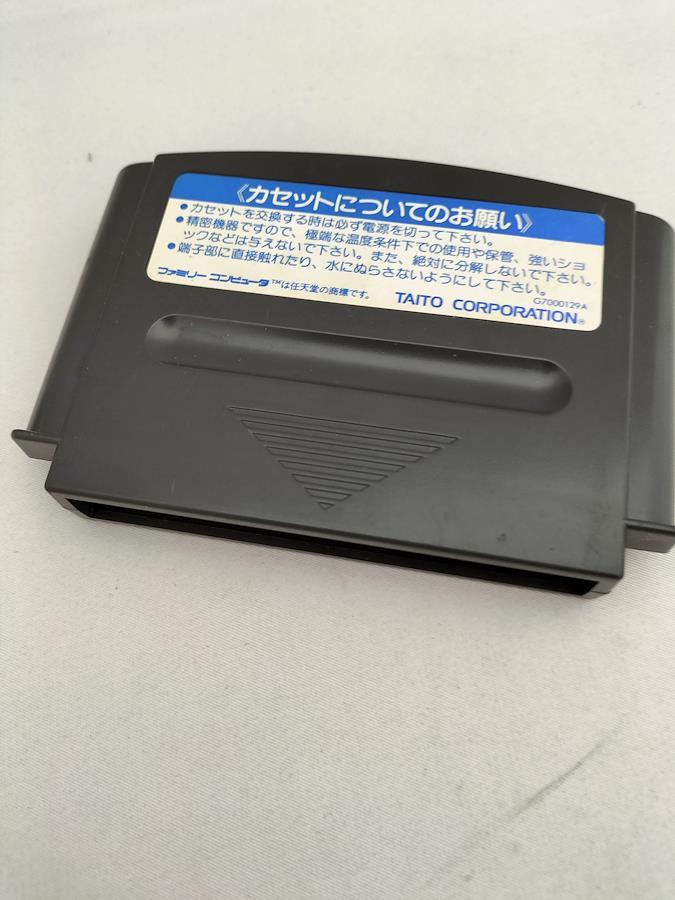 《カセットについてのお願い》
●カセットを交換する時は必ず電源を切って下さい。
●精密機器ですので、極端な温度条件下での使用や保管、強いショ
ックなどは与えないで下さい。また、絶対に分解しないで下さい。
●端子部に直接触れたり、水にぬらさないようにして下さい。
G7000129A
ファミリー コンピュータ™は任天堂の商標です。 TAITO CORPORATION®